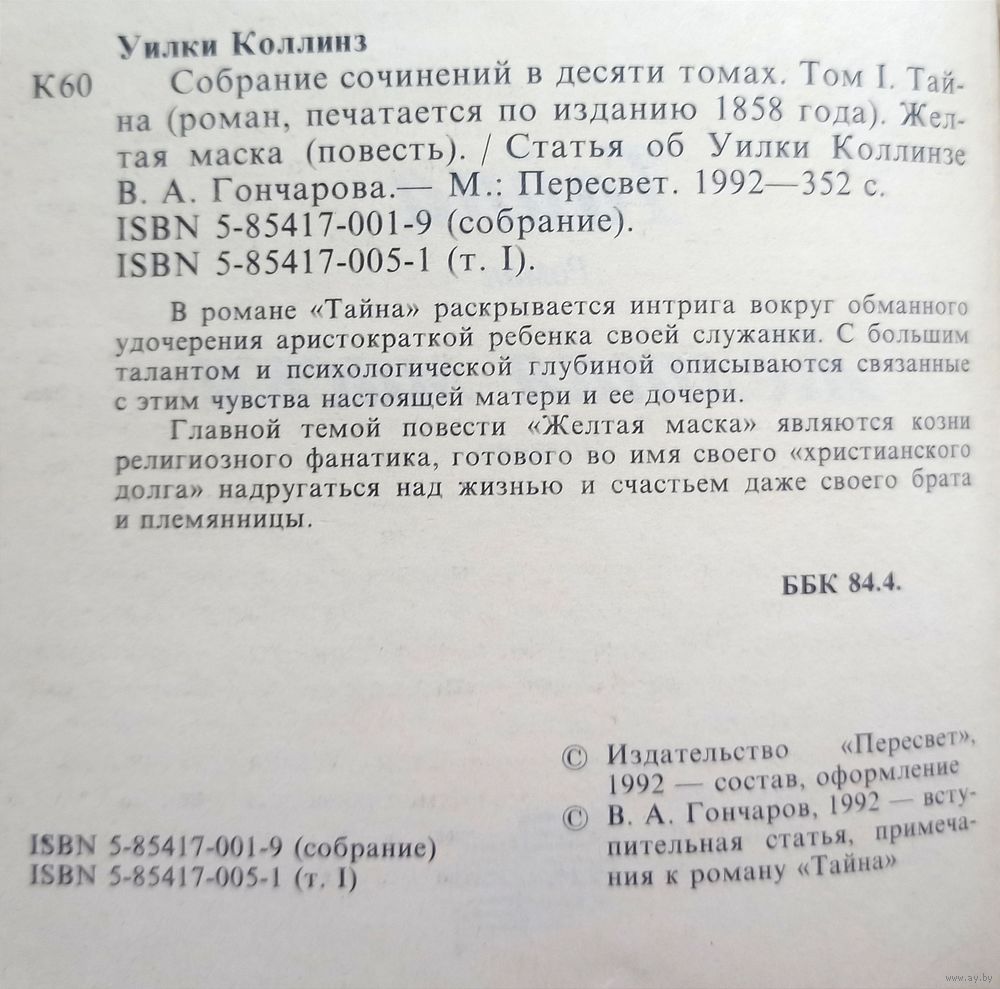 Уилки Коллинз
К60 Собрание сочинений в десяти томах. Том I. Тай-
на (роман, печатается по изданию 1858 года). Жел-
тая маска (повесть). / Статья об Уилки Коллинзе
В. А. Гончарова.— М.: Пересвет. 1992—352 с.
ISBN 5-85417-001-9 (собрание).
ISBN 5-85417-005-1 (т. I).
В романе «Тайна» раскрывается интрига вокруг обманного
удочерения аристократкой ребенка своей служанки. С большим
талантом и психологической глубиной описываются связанные
с этим чувства настоящей матери и ее дочери.
Главной темой повести «Желтая маска» являются козни
религиозного фанатика, готового во имя своего «христианского
долга» надругаться над жизнью и счастьем даже своего брата
и племянницы.
ББК 84.4.
© Издательство «Пересвет»,
1992 — состав, оформление
© В. А. Гончаров, 1992 — всту-
пительная статья, примеча-
ния к роману «Тайна»
ISBN 5-85417-001-9 (собрание)
ISBN 5-85417-005-1 (т. I)
www.ay.by